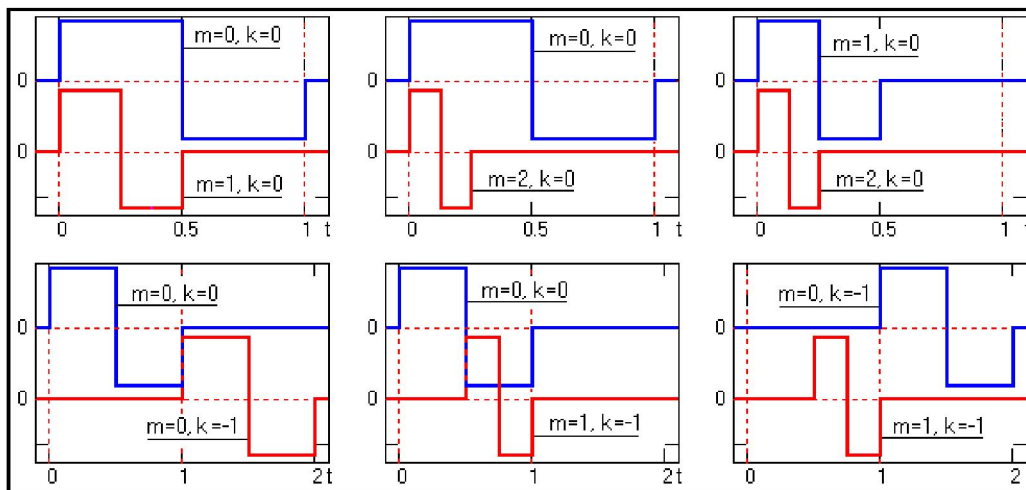 m=0, k=0
0
0
m=1, k=0
0 0.5 1 t
m=0, k=0
0
0
m=2, k=0
0 0.5 1 t
m=1, k=0
0
0
m=2, k=0
0 0.5 1 t
m=0, k=0
0
0
m=0, k=-1
0 1 2 t
m=0, k=0
0
0
m=1, k=-1
0 1 2 t
m=0, k=-1
0
0
m=1, k=-1
0 1 2